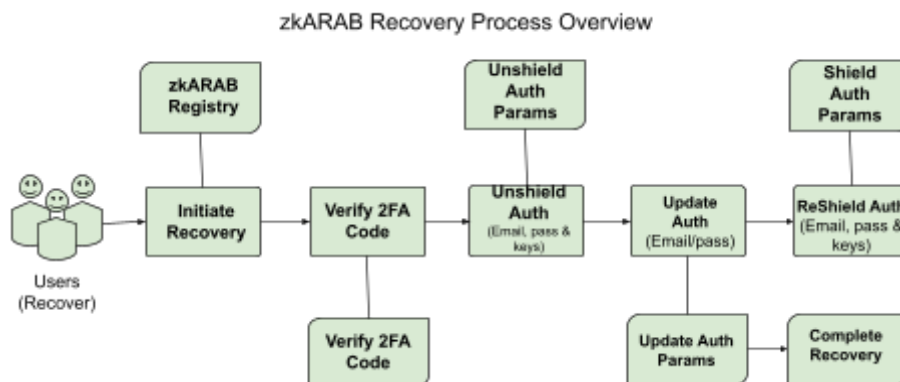 zkARAB Recovery Process Overview
zkARAB
Registry
Unshield
Auth
Params
Shield
Auth
Params
Initiate
Recovery
Verify 2FA
Code
Unshield
Auth
(Email, pass &
keys)
Update
Auth
(Email/pass)
ReShield Auth
(Email, pass &
keys)
Users
(Recover)
Verify 2FA
Code
Update Auth
Params
Complete
Recovery